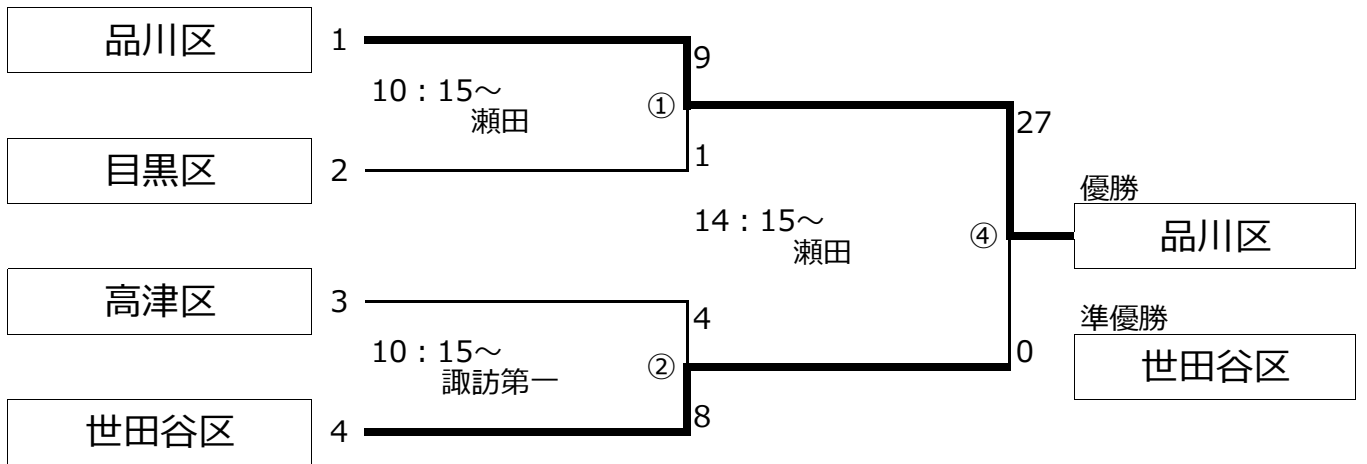 品川区
1
9
10：15～
瀬田
①
27
1
目黒区
2
優勝
14：15～
瀬田
④
品川区
高津区
3
4
準優勝
10：15～
諏訪第一
②
0
世田谷区
8
世田谷区
4